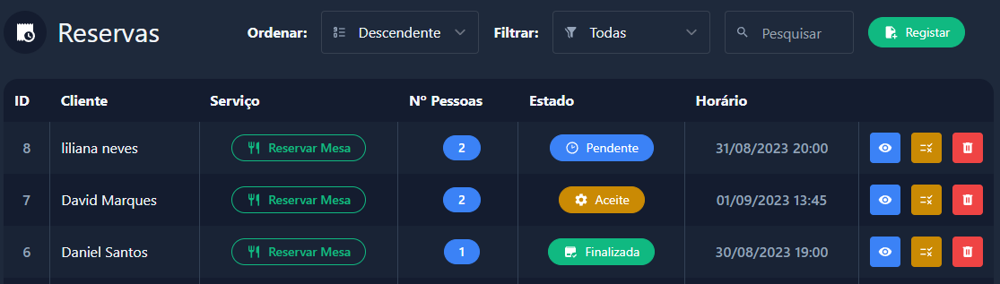 Reservas Ordenar: Descendente Filtrar: Todas Pesquisar Registar
ID Cliente Serviço Nº Pessoas Estado Horário
8 liliana neves Reservar Mesa 2 Pendente 31/08/2023 20:00
7 David Marques Reservar Mesa 2 Aceite 01/09/2023 13:45
6 Daniel Santos Reservar Mesa 1 Finalizada 30/08/2023 19:00